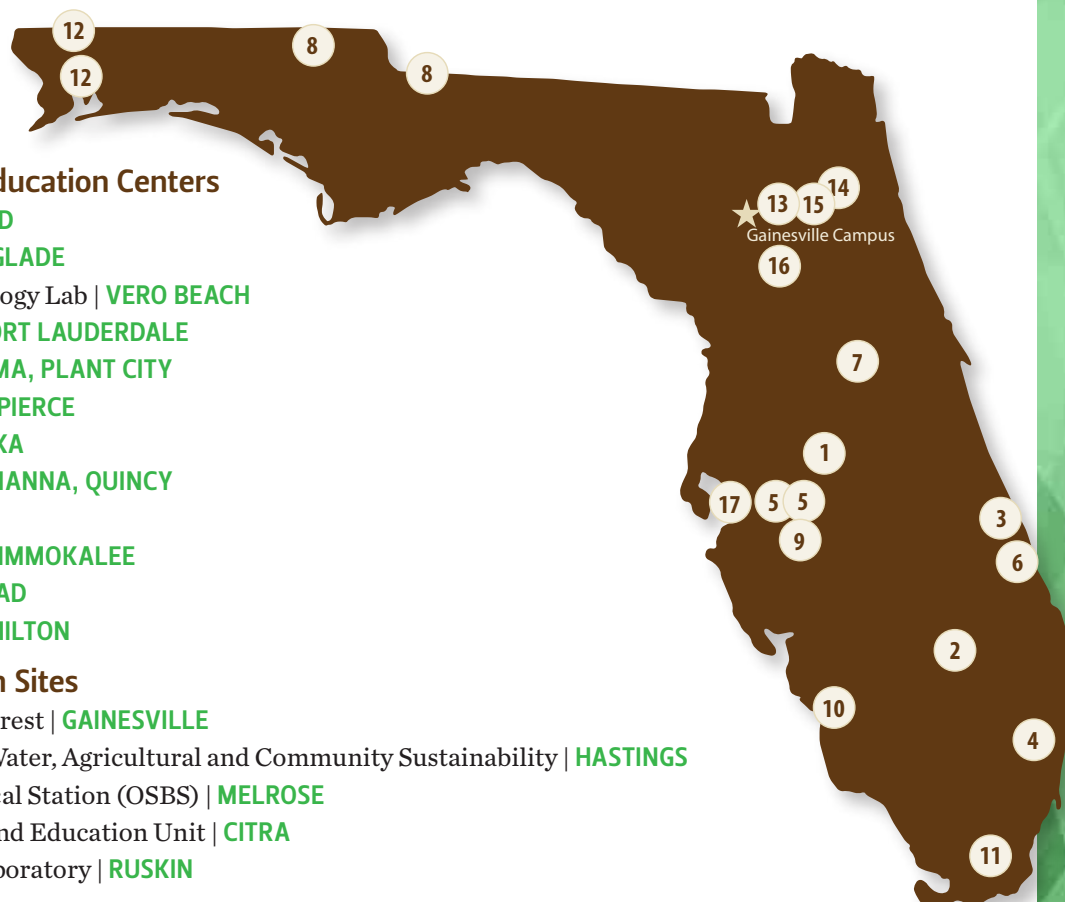 ducation Centers
D
GLADE
ogy Lab | VERO BEACH
ORT LAUDERDALE
MA, PLANT CITY
PIERCE
KA
IANNA, QUINCY
IMMOKALEE
AD
MILTON
n Sites
rest | GAINESVILLE
Water, Agricultural and Community Sustainability | HASTINGS
cal Station (OSBS) | MELROSE
nd Education Unit | CITRA
boratory | RUSKIN
12
8
12
8
14
13
15
Gainesville Campus
16
7
1
17
5
5
3
9
6
2
10
4
11